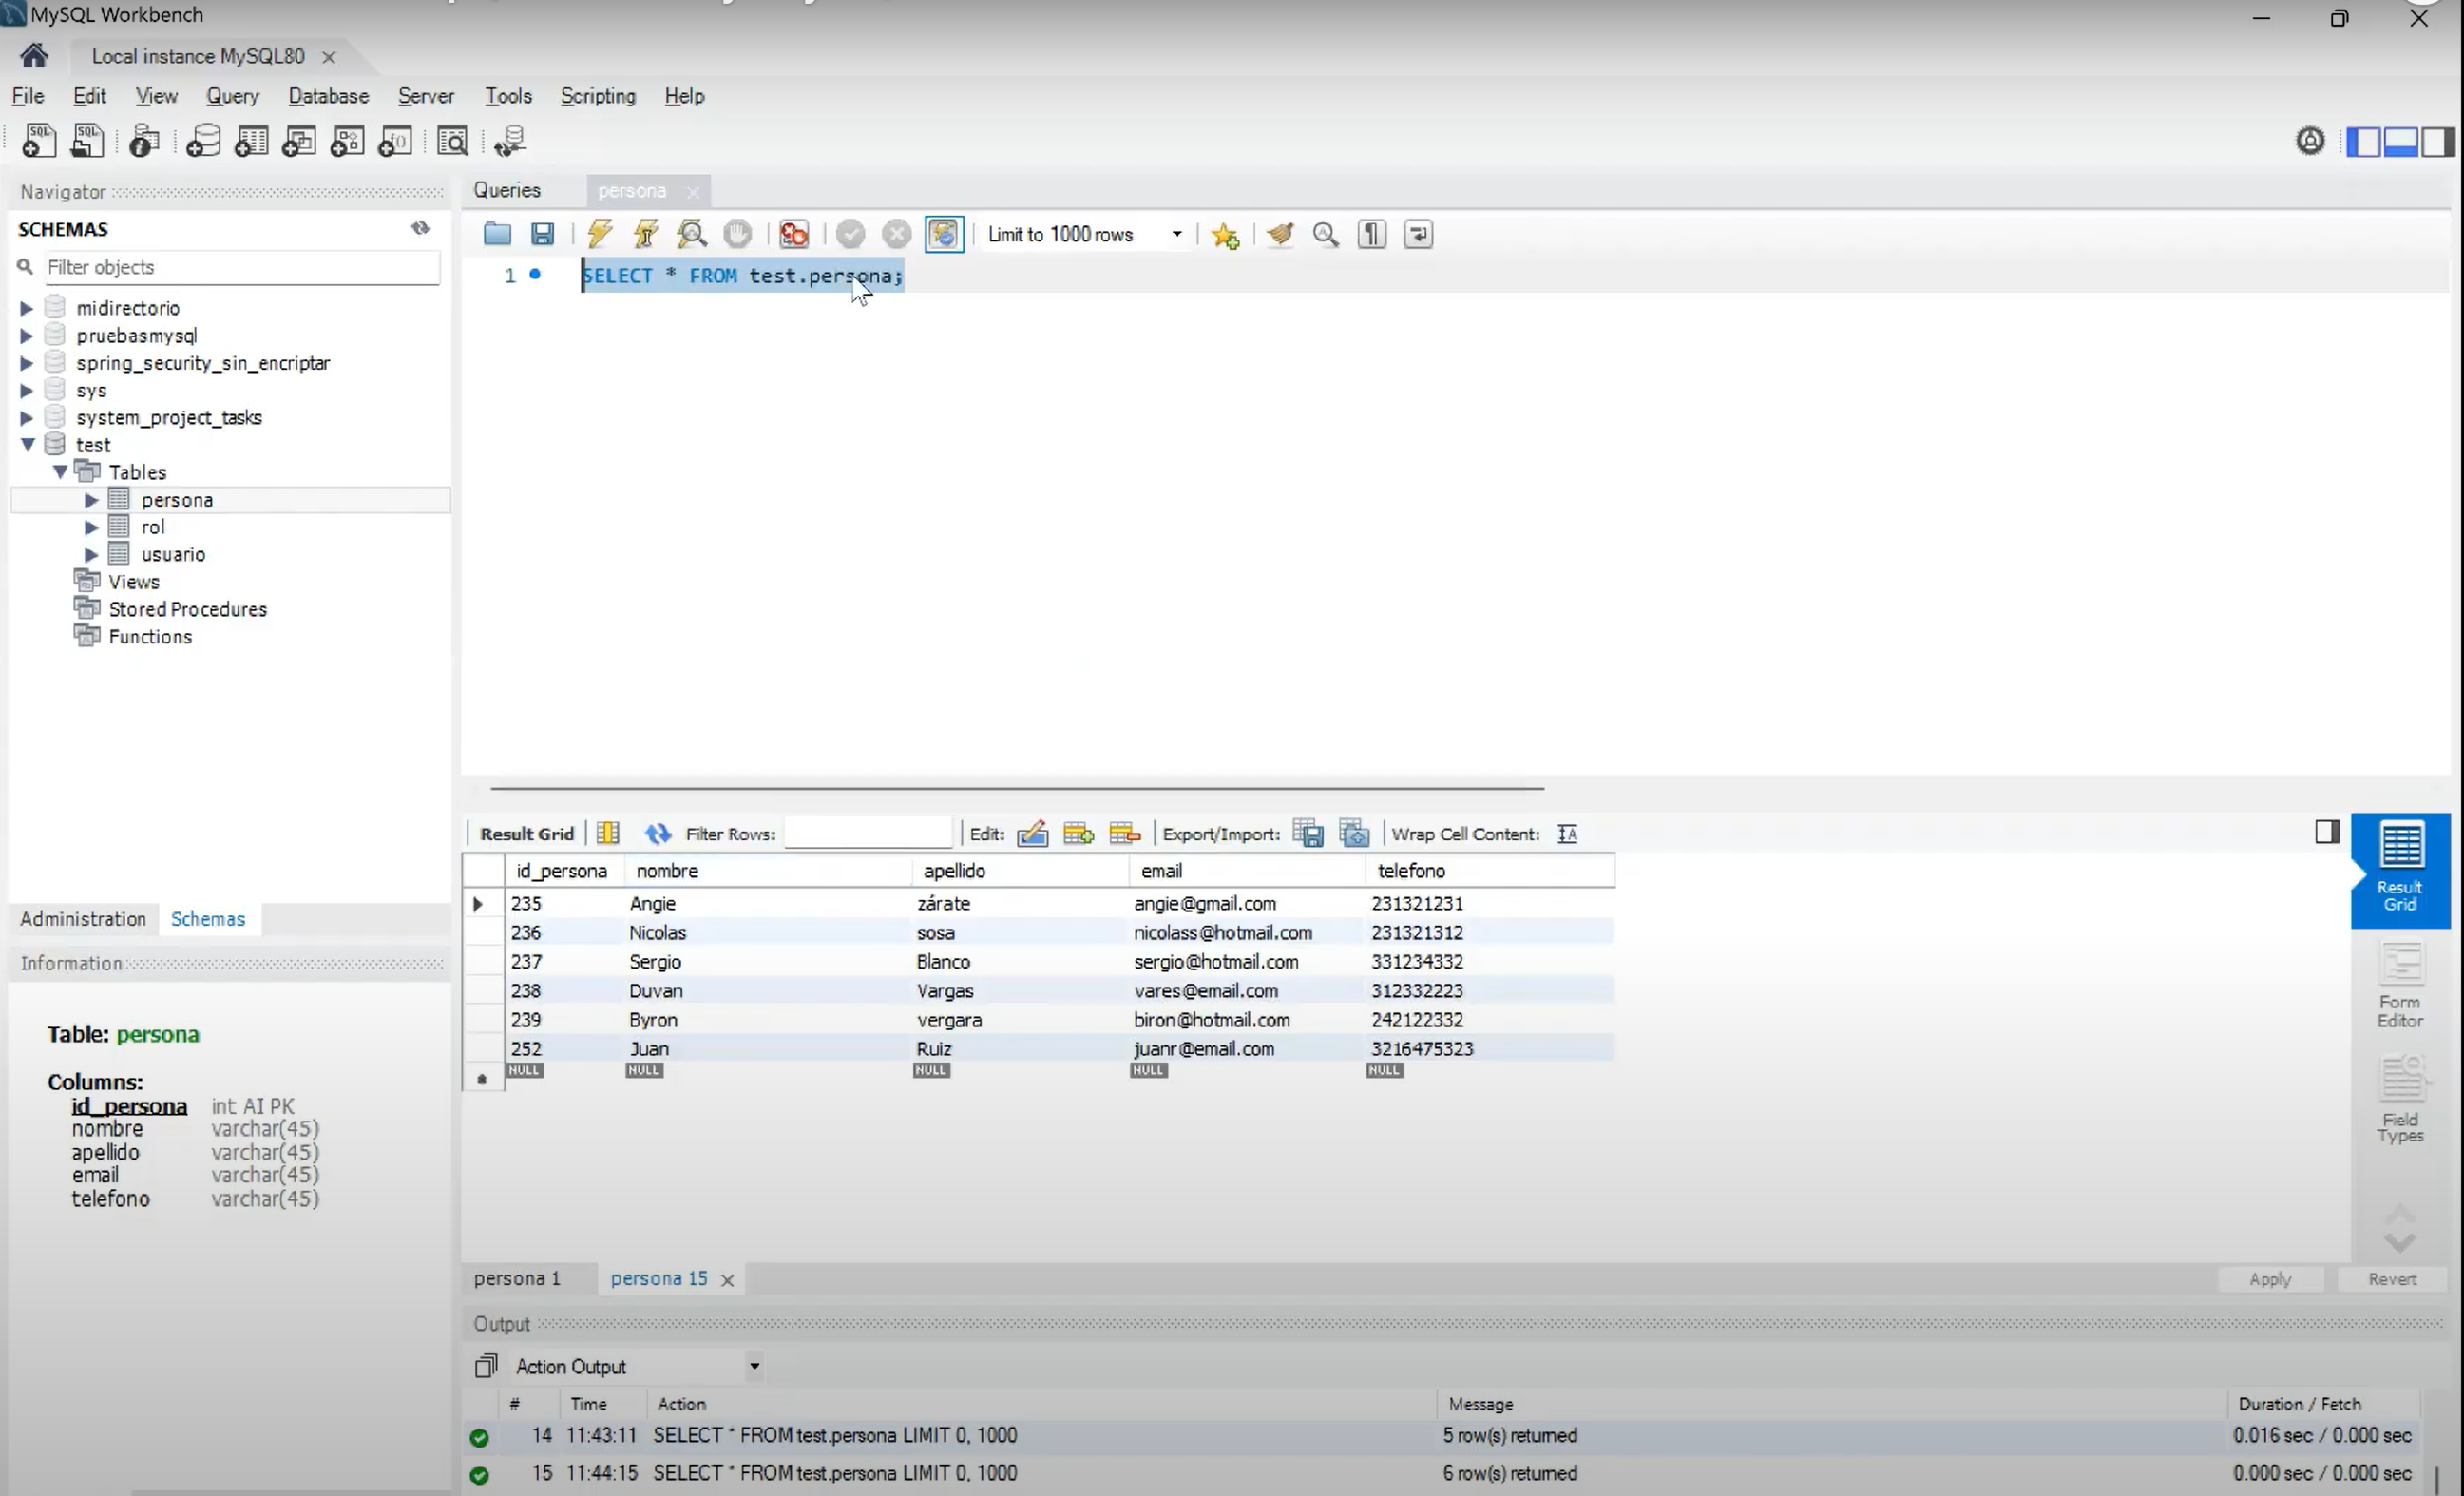 MySQL Workbench
Local instance MySQL80
File Edit View Query Database Server Tools Scripting Help
Navigator
SCHEMAS
Filter objects
midirectorio
pruebasmysql
spring_security_sin_encriptar
sys
system_project_tasks
test
Tables
persona
rol
usuario
Views
Stored Procedures
Functions
Administration Schemas
Information
Table: persona
Columns:
id_persona int AI PK
nombre varchar(45)
apellido varchar(45)
email varchar(45)
telefono varchar(45)
Queries persona
Limit to 1000 rows
1 SELECT * FROM test.persona;
Result Grid Filter Rows: Edit: Export/Import: Wrap Cell Content:
id_persona nombre apellido email telefono
235 Angie zárate angie@gmail.com 231321231
236 Nicolas sosa nicolass@hotmail.com 231321312
237 Sergio Blanco sergio@hotmail.com 331234332
238 Duvan Vargas vares@email.com 312332223
239 Byron vergara biron@hotmail.com 242122332
252 Juan Ruiz juanr@email.com 3216475323
NULL NULL NULL NULL NULL
Result
Grid
Form
Editor
Field
Types
persona 1 persona 15 Apply Revert
Output
Action Output
# Time Action Message Duration / Fetch
14 11:43:11 SELECT * FROM test.persona LIMIT 0, 1000 5 row(s) returned 0.016 sec / 0.000 sec
15 11:44:15 SELECT * FROM test.persona LIMIT 0, 1000 6 row(s) returned 0.000 sec / 0.000 sec